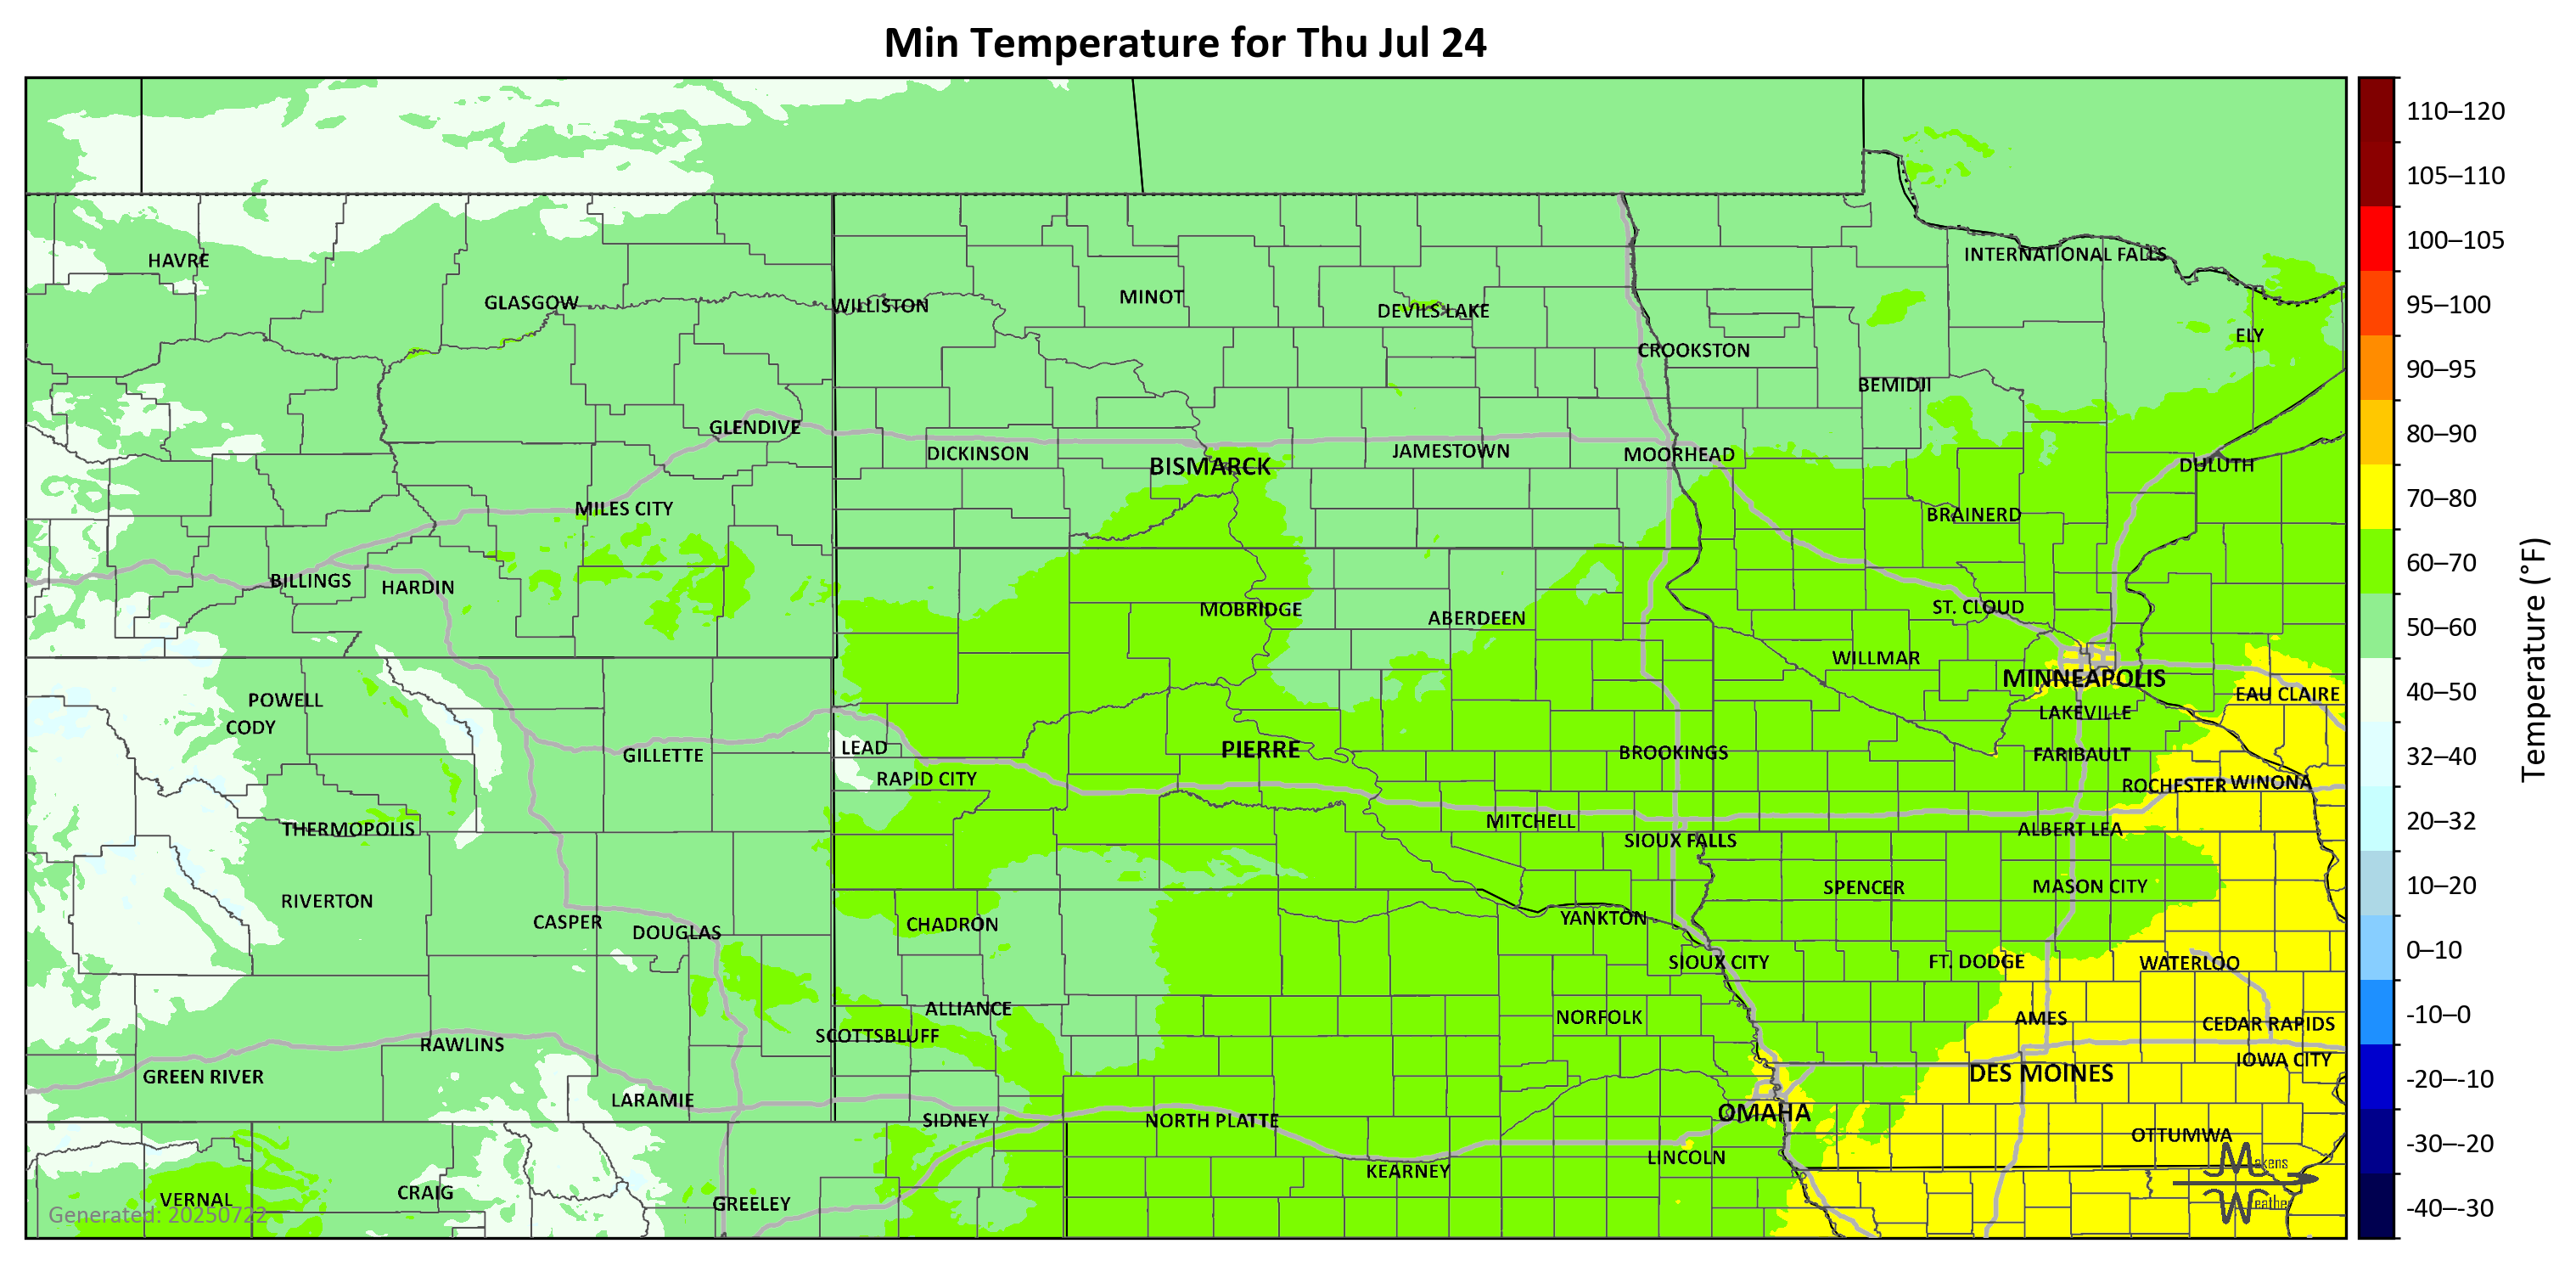 Min Temperature for Thu Jul 24
110–120
105–110
100–105
95–100
90–95
80–90
70–80
60–70
50–60
40–50
32–40
20–32
10–20
0–10
-10–0
-20–-10
-30–-20
-40–-30
Temperature (°F)
HAVRE
INTERNATIONAL FALLS
GLASGOW
WILLISTON
MINOT
DEVILS LAKE
ELY
CROOKSTON
BEMIDJI
GLENDIVE
DICKINSON
BISMARCK
JAMESTOWN
MOORHEAD
DULUTH
MILES CITY
BRAINERD
BILLINGS
HARDIN
MOBRIDGE
ABERDEEN
ST. CLOUD
WILLMAR
MINNEAPOLIS
EAU CLAIRE
POWELL
CODY
LAKEVILLE
GILLETTE
LEAD
PIERRE
BROOKINGS
FARIBAULT
RAPID CITY
ROCHESTER
WINONA
THERMOPOLIS
MITCHELL
SIOUX FALLS
ALBERT LEA
RIVERTON
SPENCER
MASON CITY
CASPER
DOUGLAS
CHADRON
YANKTON
SIOUX CITY
FT. DODGE
WATERLOO
ALLIANCE
NORFOLK
AMES
CEDAR RAPIDS
SCOTTSBLUFF
RAWLINS
IOWA CITY
GREEN RIVER
DES MOINES
LARAMIE
SIDNEY
NORTH PLATTE
OMAHA
OTTUMWA
LINCOLN
KEARNEY
VERNAL
CRAIG
GREELEY
Makens
Weather
Generated: 20250722